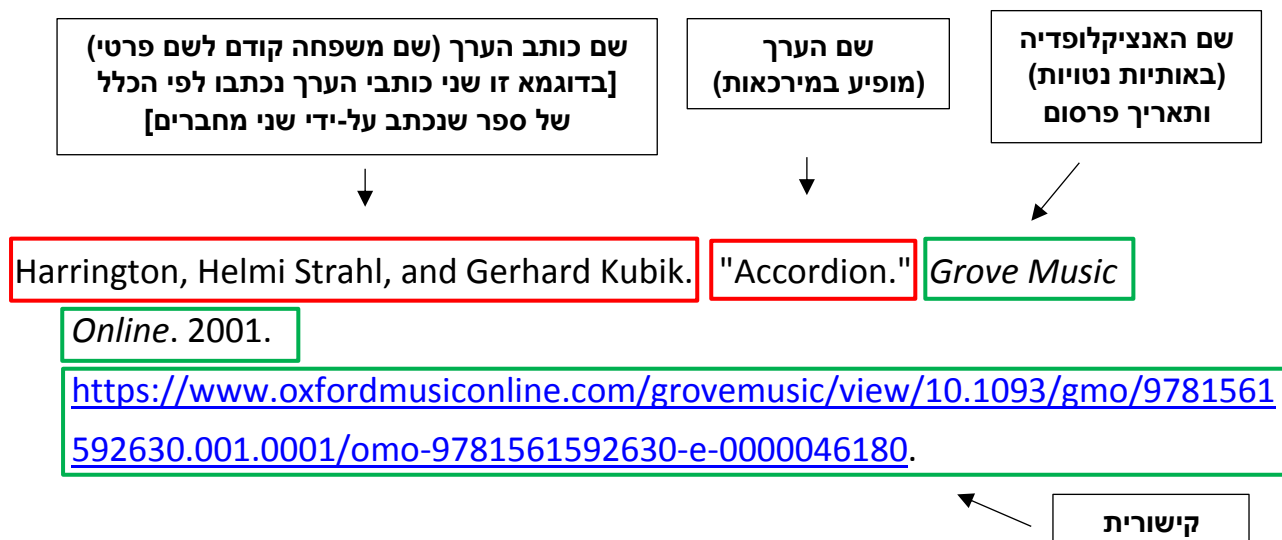 שם כותב הערך (שם משפחה קודם לשם פרטי)
[בדוגמא זו שני כותבי הערך נכתבו לפי הכלל
של ספר שנכתב על-ידי שני מחברים]
שם הערך
(מופיע במירכאות)
שם האנציקלופדיה
(באותיות נטויות)
ותאריך פרסום
Harrington, Helmi Strahl, and Gerhard Kubik. "Accordion." Grove Music
Online. 2001.
https://www.oxfordmusiconline.com/grovemusic/view/10.1093/gmo/9781561
592630.001.0001/omo-9781561592630-e-0000046180.
קישורית